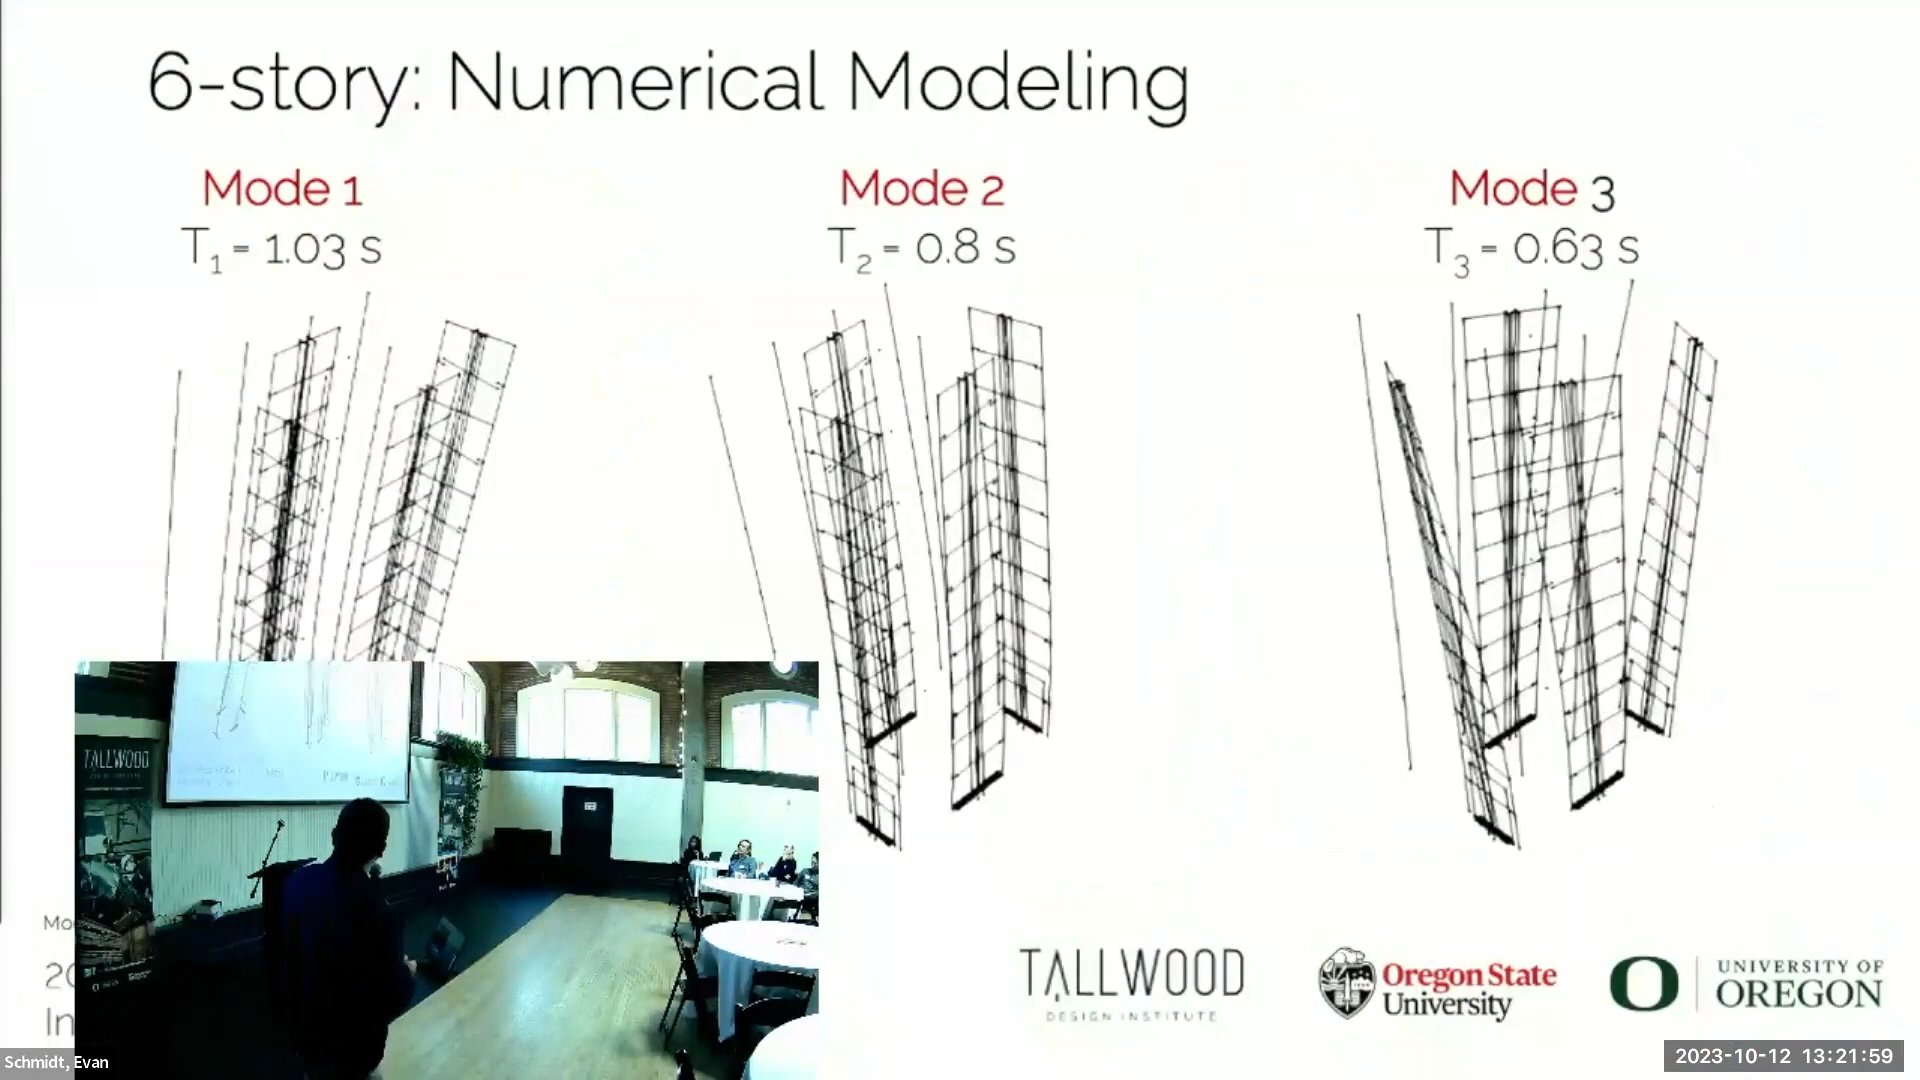 6-story: Numerical Modeling
Mode 1
T1 = 1.03 s
Mode 2
T2 = 0.8 s
Mode 3
T3 = 0.63 s
TALLWOOD
TALLWOOD
DESIGN INSTITUTE
Oregon State
University
UNIVERSITY OF
OREGON
Schmidt, Evan
2023-10-12 13:21:59